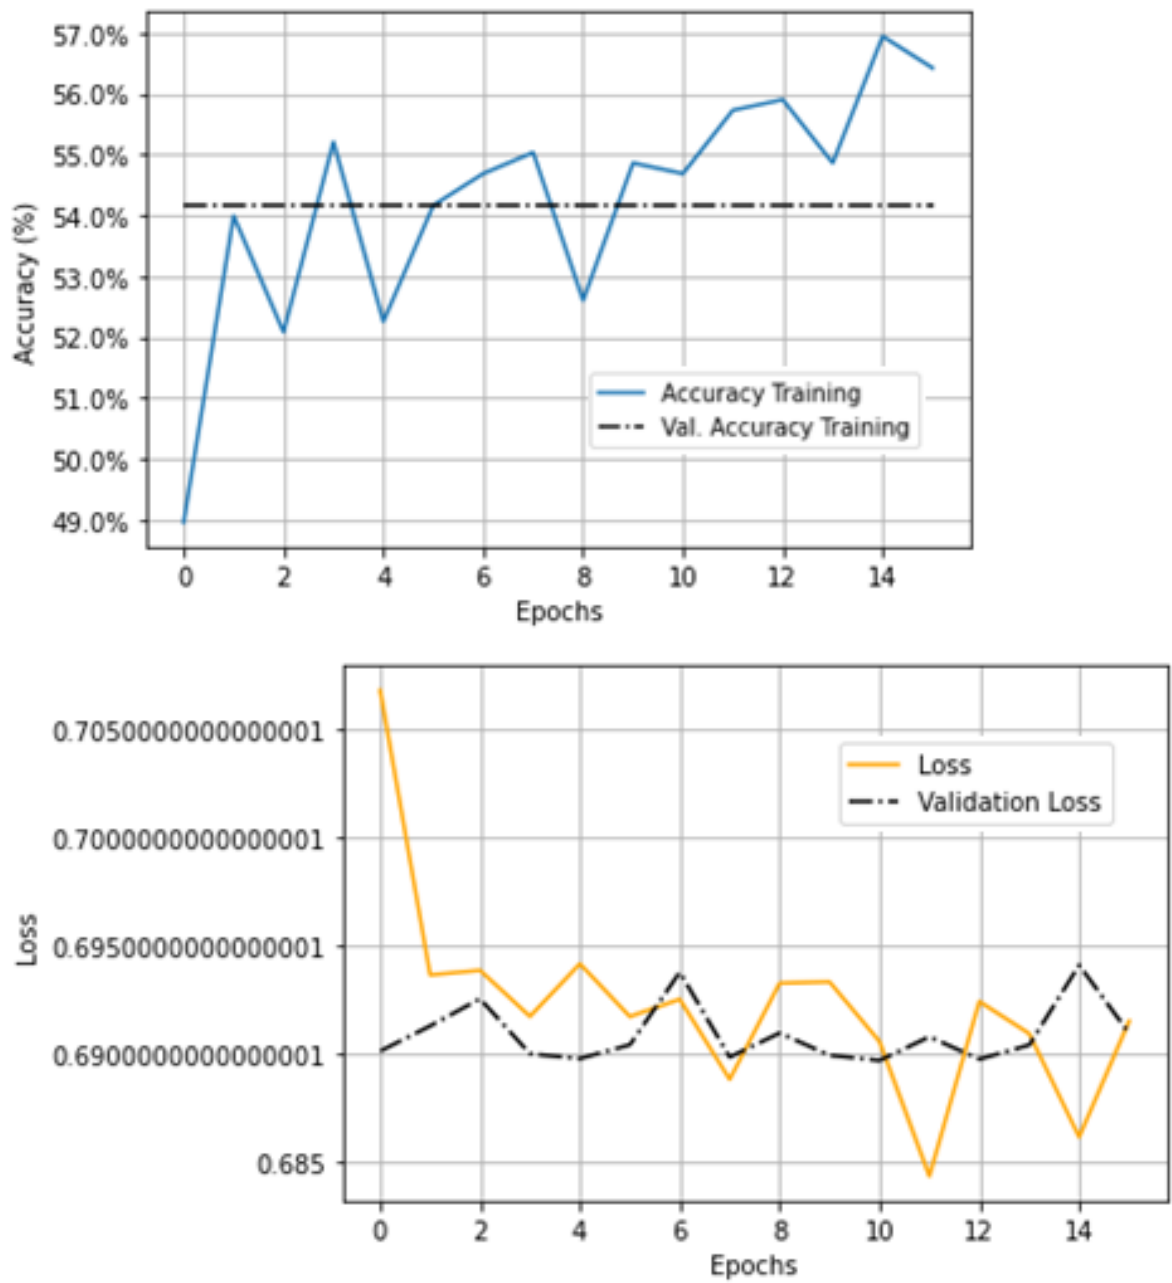 57.0%
56.0%
55.0%
54.0%
53.0%
52.0%
51.0%
50.0%
49.0%
Accuracy (%)
Accuracy Training
Val. Accuracy Training
0 2 4 6 8 10 12 14
Epochs
0.7050000000000001
0.7000000000000001
0.6950000000000001
0.6900000000000001
0.685
Loss
Loss
Validation Loss
0 2 4 6 8 10 12 14
Epochs